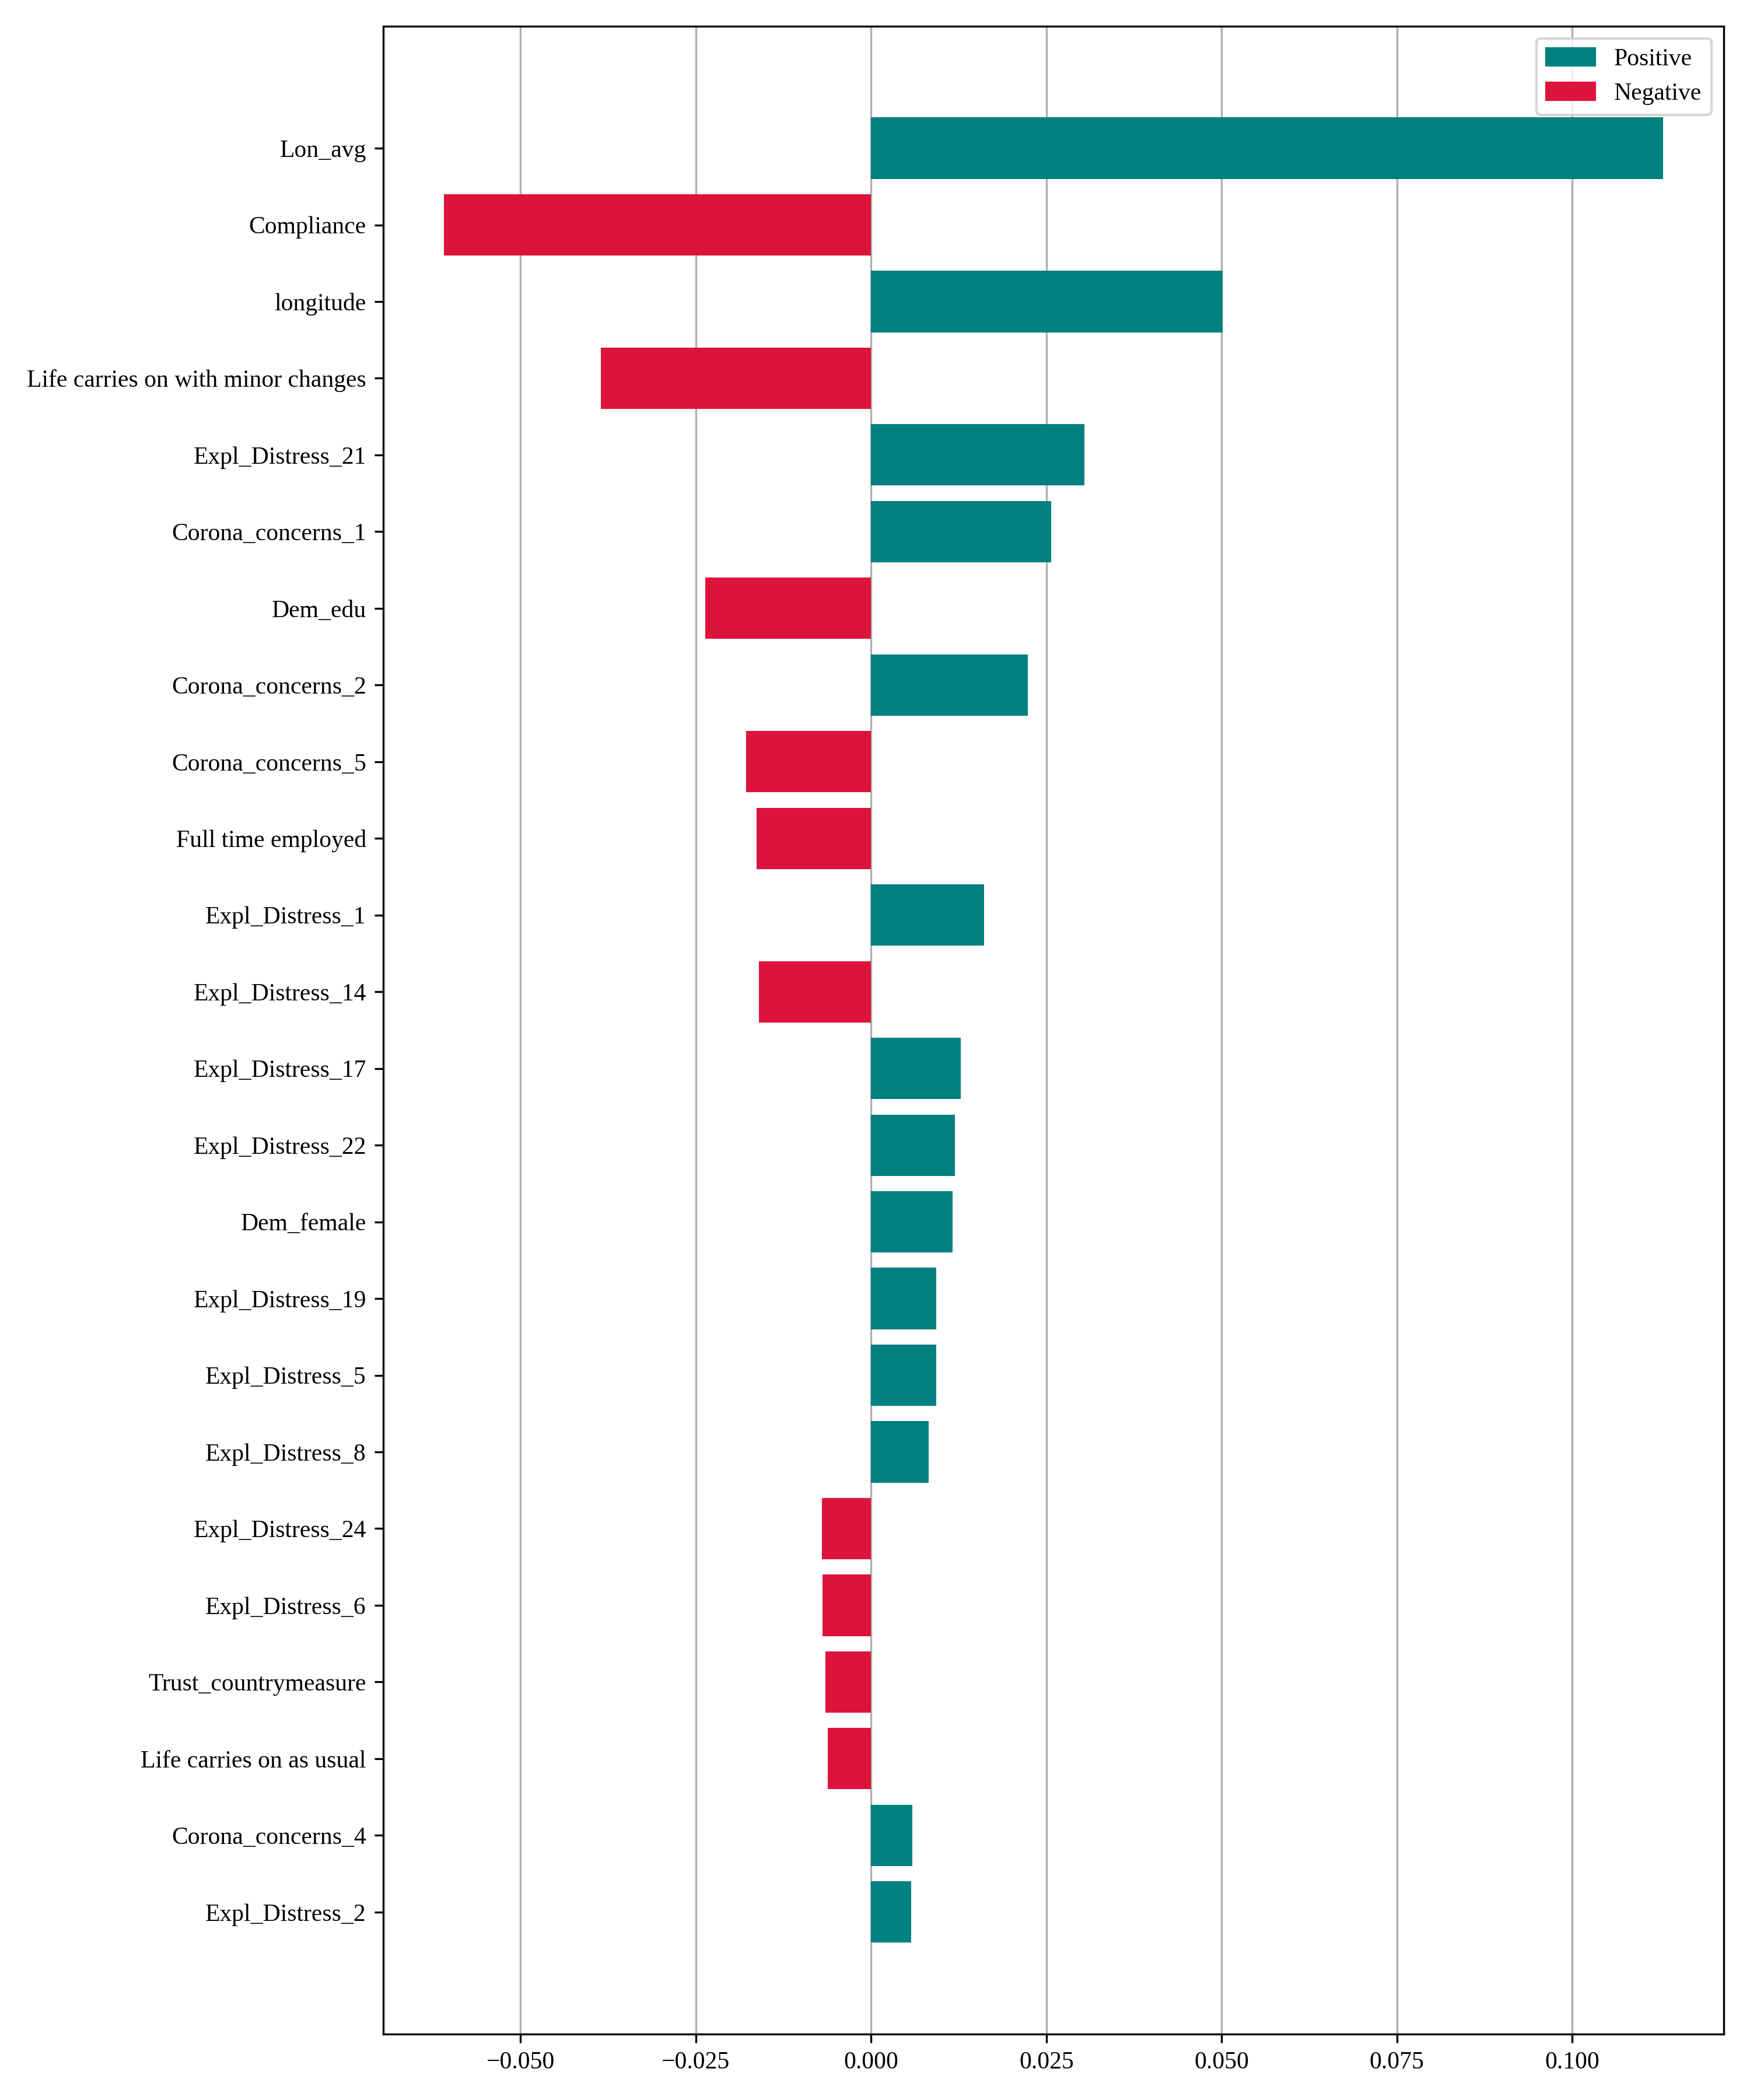 Positive
Negative
Lon_avg
Compliance
longitude
Life carries on with minor changes
Expl_Distress_21
Corona_concerns_1
Dem_edu
Corona_concerns_2
Corona_concerns_5
Full time employed
Expl_Distress_1
Expl_Distress_14
Expl_Distress_17
Expl_Distress_22
Dem_female
Expl_Distress_19
Expl_Distress_5
Expl_Distress_8
Expl_Distress_24
Expl_Distress_6
Trust_countrymeasure
Life carries on as usual
Corona_concerns_4
Expl_Distress_2
−0.050 −0.025 0.000 0.025 0.050 0.075 0.100